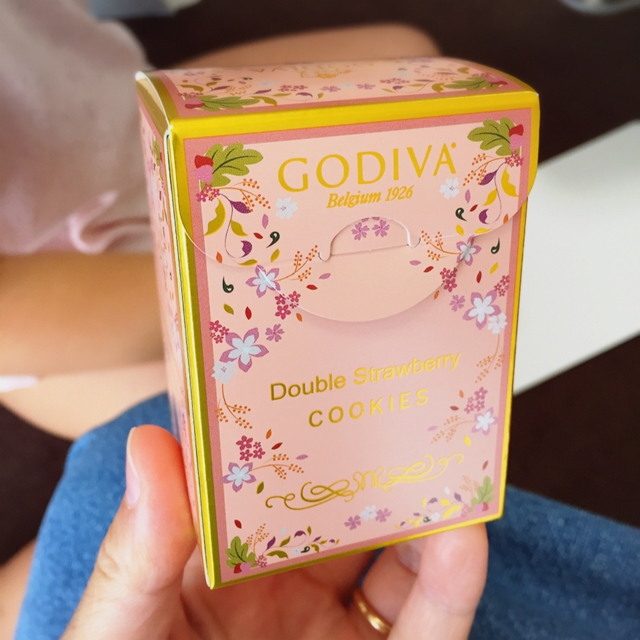 GODIVA
Belgium 1926
Double Strawberry
COOKIES